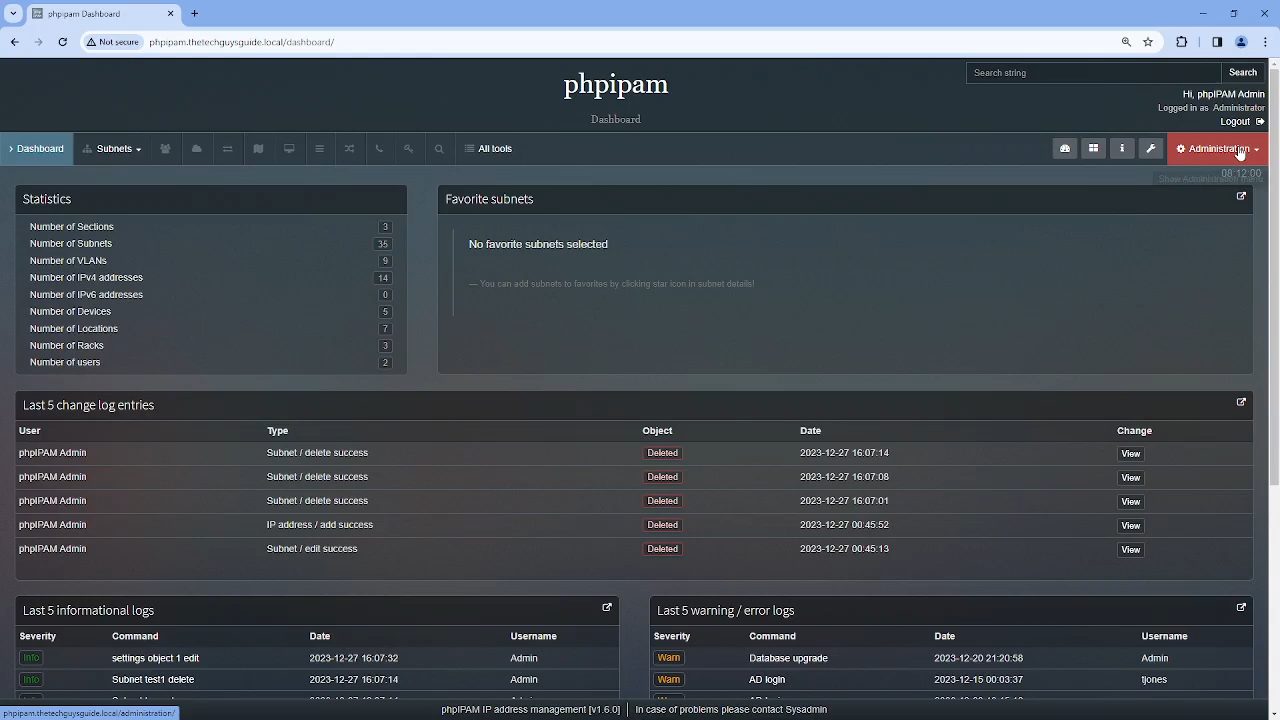 phpipam Dashboard
Not secure
phpipam.thetechguysguide.local/dashboard/
phpipam
Dashboard
Search string
Search
Hi, phpIPAM Admin
Logged in as Administrator
Logout
Dashboard
Subnets
All tools
Administration
08:12:00
Show Administration menu
Statistics
Number of Sections 3
Number of Subnets 35
Number of VLANs 9
Number of IPv4 addresses 14
Number of IPv6 addresses 0
Number of Devices 5
Number of Locations 7
Number of Racks 3
Number of users 2
Favorite subnets
No favorite subnets selected
— You can add subnets to favorites by clicking star icon in subnet details!
Last 5 change log entries
User Type Object Date Change
phpIPAM Admin Subnet / delete success Deleted 2023-12-27 16:07:14 View
phpIPAM Admin Subnet / delete success Deleted 2023-12-27 16:07:08 View
phpIPAM Admin Subnet / delete success Deleted 2023-12-27 16:07:01 View
phpIPAM Admin IP address / add success Deleted 2023-12-27 00:45:52 View
phpIPAM Admin Subnet / edit success Deleted 2023-12-27 00:45:13 View
Last 5 informational logs
Severity Command Date Username
Info settings object 1 edit 2023-12-27 16:07:32 Admin
Info Subnet test1 delete 2023-12-27 16:07:14 Admin
Last 5 warning / error logs
Severity Command Date Username
Warn Database upgrade 2023-12-20 21:20:58 Admin
Warn AD login 2023-12-15 00:03:37 tjones
phpipam.thetechguysguide.local/administration/
phpIPAM IP address management [v1.6.0]
In case of problems please contact Sysadmin